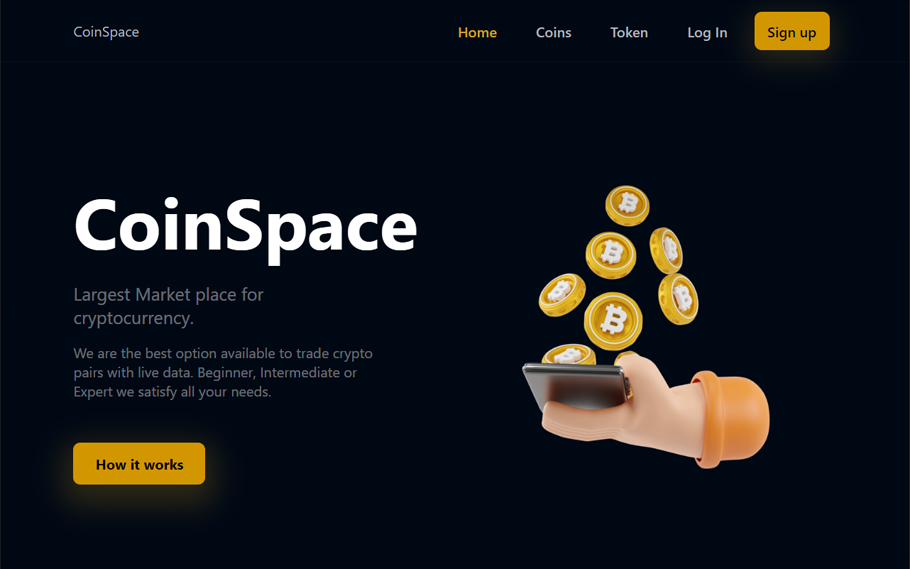 CoinSpace
Home Coins Token Log In Sign up
CoinSpace
Largest Market place for
cryptocurrency.
We are the best option available to trade crypto
pairs with live data. Beginner, Intermediate or
Expert we satisfy all your needs.
How it works